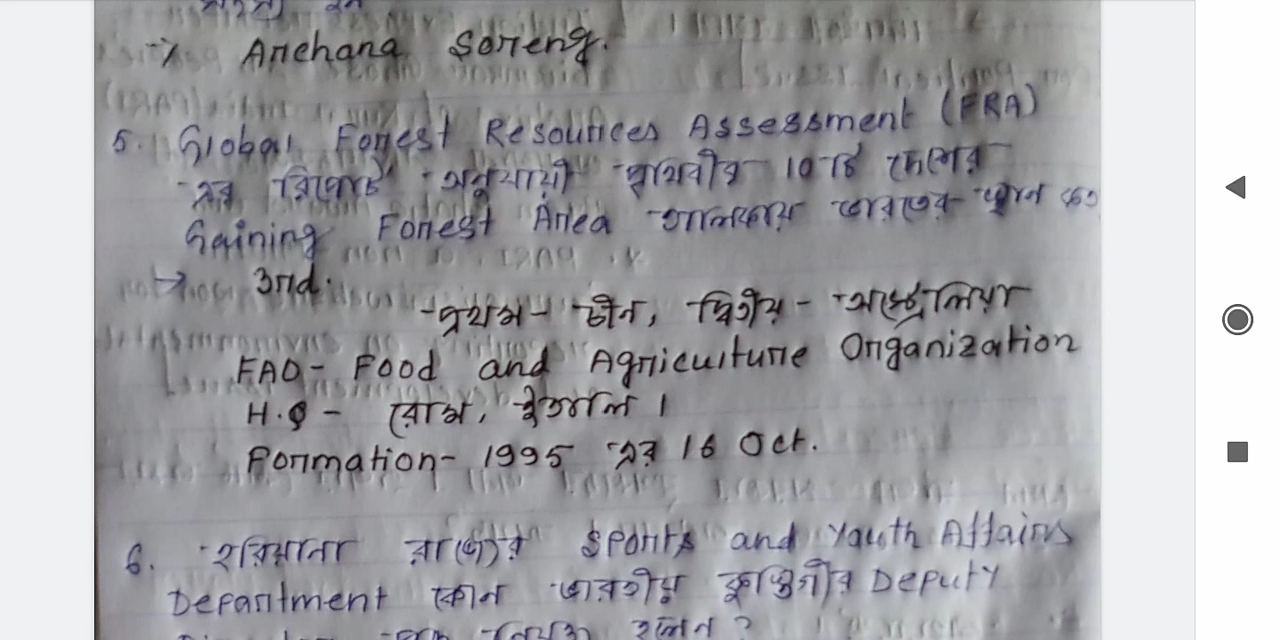 → Archana Soreng.
5. Global Forest Resources Assessment (FRA)
এর রিপোর্ট অনুযায়ী পৃথিবীর 10 টি দেশের
Gaining Forest Area তালিকায় ভারতের স্থান কত
→ 3rd.
প্রথম - চীন, দ্বিতীয় - অস্ট্রেলিয়া
FAO - Food and Agriculture Organization
H.Q - রোম, ইতালি।
Formation - 1995 এর 16 Oct.
6. হরিয়ানা রাজ্যের Sports and Youth Affairs
Department কোন ভারতীয় কুস্তিগীর Deputy
হলেন?